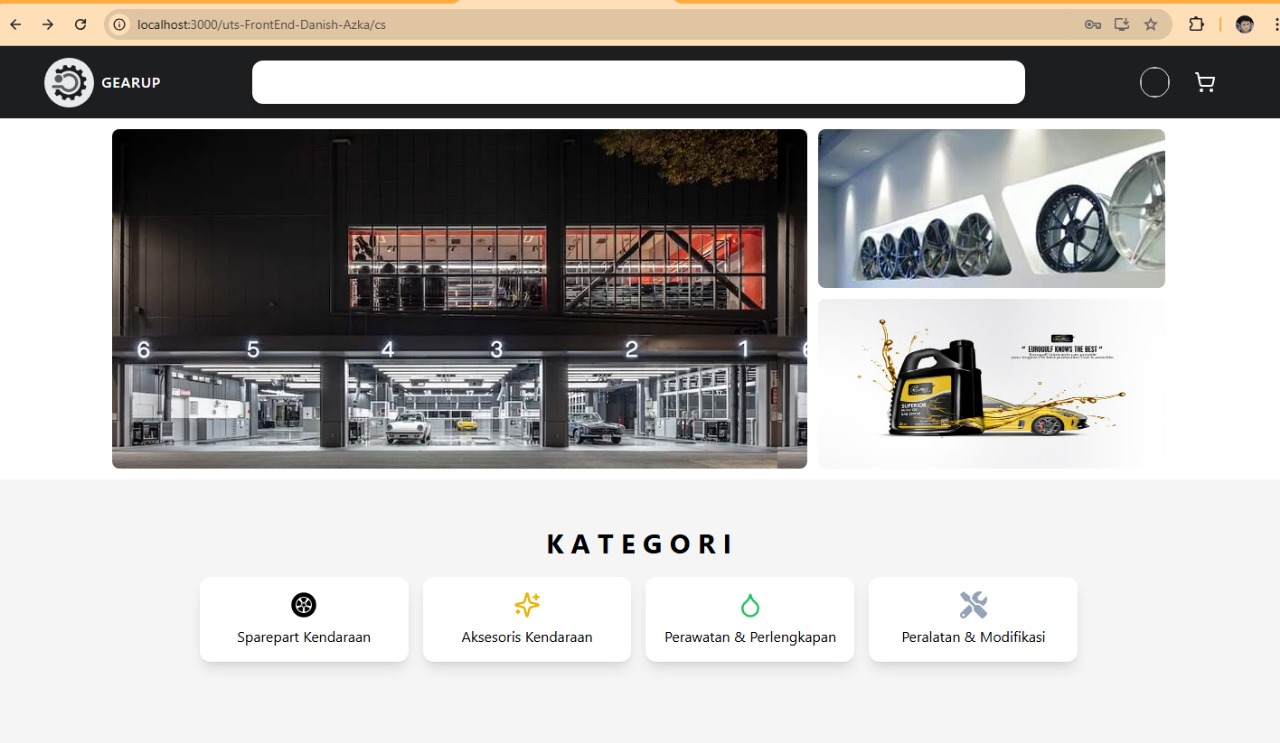 localhost:3000/uts-FrontEnd-Danish-Azka/cs
GEARUP
f
6 5 4 3 2 1 6
" EUROGULF KNOWS THE BEST "
SUPERIOR
KATEGORI
Sparepart Kendaraan
Aksesoris Kendaraan
Perawatan & Perlengkapan
Peralatan & Modifikasi